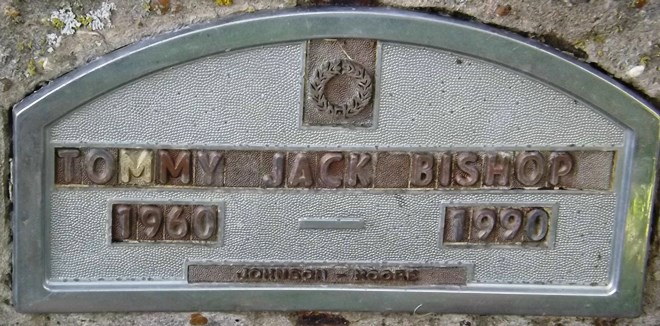 TOMMY JACK BISHOP
1960 — 1990
JOHNSON - MOORE